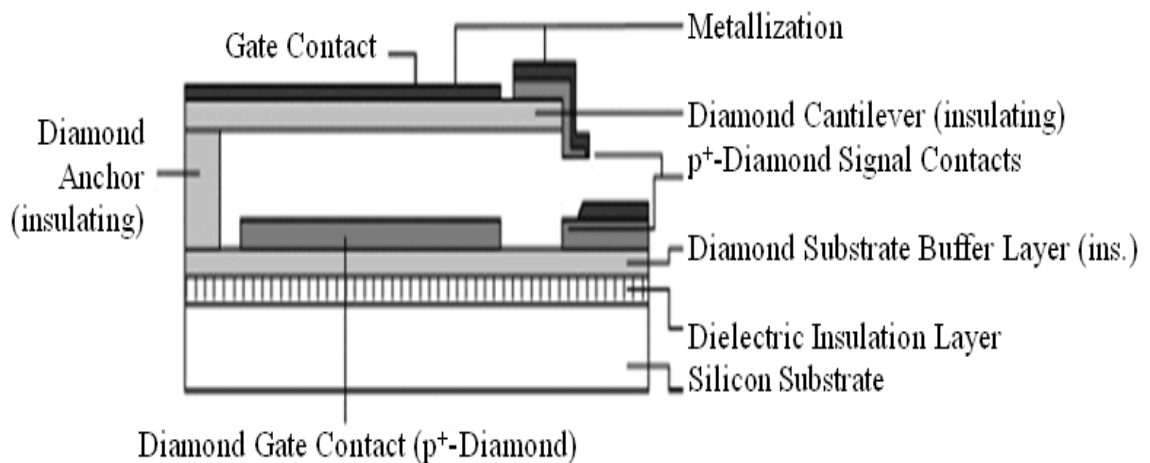 Metallization
Gate Contact
Diamond Cantilever (insulating)
Diamond
Anchor
(insulating)
p⁺-Diamond Signal Contacts
Diamond Substrate Buffer Layer (ins.)
Dielectric Insulation Layer
Silicon Substrate
Diamond Gate Contact (p⁺-Diamond)